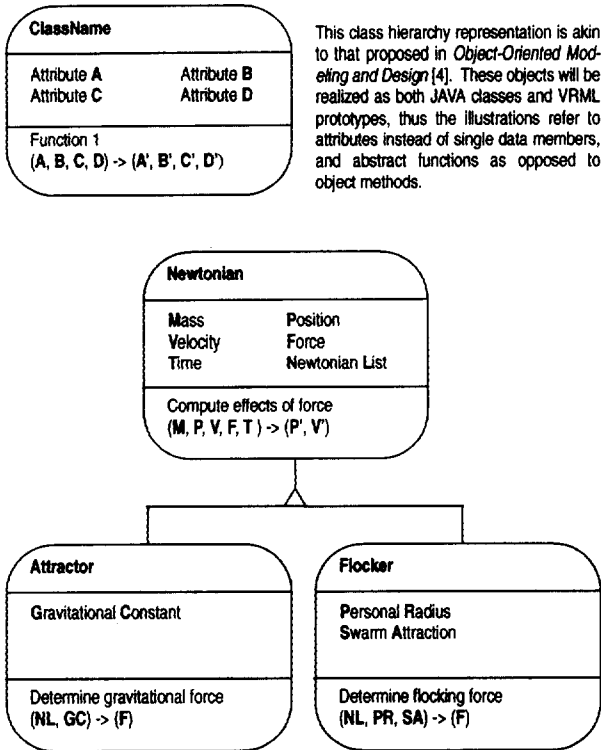 ClassName
Attribute A Attribute B
Attribute C Attribute D
Function 1
(A, B, C, D) -> (A', B', C', D')
This class hierarchy representation is akin
to that proposed in Object-Oriented Mod-
eling and Design [4]. These objects will be
realized as both JAVA classes and VRML
prototypes, thus the illustrations refer to
attributes instead of single data members,
and abstract functions as opposed to
object methods.
Newtonian
Mass Position
Velocity Force
Time Newtonian List
Compute effects of force
(M, P, V, F, T ) -> (P', V')
Attractor
Gravitational Constant
Determine gravitational force
(NL, GC) -> (F)
Flocker
Personal Radius
Swarm Attraction
Determine flocking force
(NL, PR, SA) -> (F)